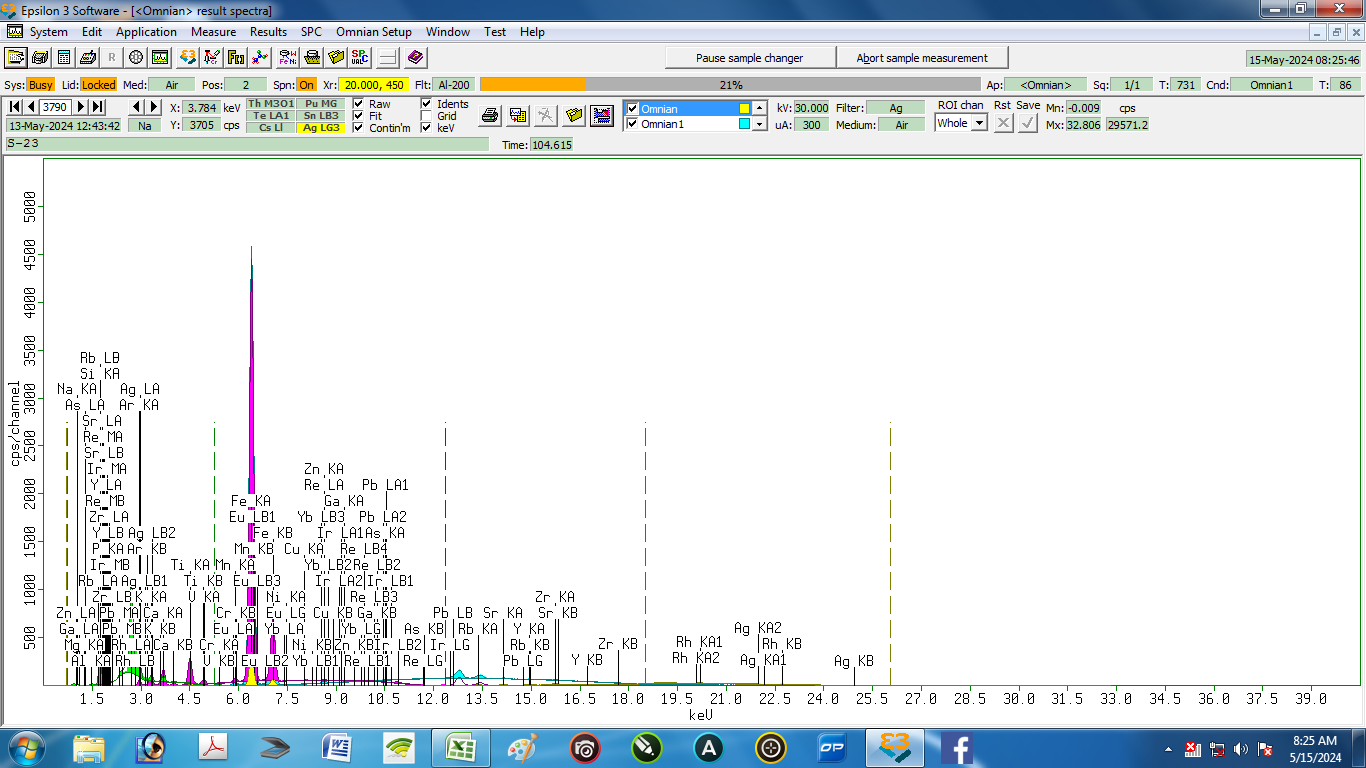 Epsilon 3 Software - [<Omnian> result spectra]
System Edit Application Measure Results SPC Omnian Setup Window Test Help
Pause sample changer Abort sample measurement 15-May-2024 08:25:46
Sys: Busy Lid: Locked Med: Air Pos: 2 Spn: On Xr: 20.000, 450 Flt: Al-200 21% Ap: <Omnian> Sq: 1/1 T: 731 Cnd: Omnian1 T: 86
3790 X: 3.784 keV Th M3O1 Pu MG Raw Idents Omnian kV: 30.000 Filter: Ag ROI chan Rst Save Mn: -0.009 cps
Te LA1 Sn LB3 Fit Grid
13-May-2024 12:43:42 Na Y: 3705 cps Cs Ll Ag LG3 Contin'm keV Omnian1 uA: 300 Medium: Air Whole Mx: 32.806 29571.2
S-23 Time: 104.615
5000
4500
4000
3500
3000
2500
2000
1500
1000
500
cps/channel
Rb LB
Si KA
Na KA Ag LA
As LA Ar KA
Sr LA
Re MA
Sr LB
Ir MA Zn KA
Y LA Re LA Pb LA1
Re MB Fe KA Ga KA
Zr LA Eu LB1 Yb LB3 Pb LA2
Y LB Ag LB2 Fe KB Ir LA1 As KA
P KA Ar KB Mn KB Cu KA Re LB4
Ir MB Ti KA Mn KA Yb LB2 Re LB2
Rb LA Ag LB1 Ti KB Eu LB3 Ir LA2 Ir LB1
Zr LB K KA V KA Ni KA Re LB3 Zr KA
Zn LA Pb MA Ca KA Cr KB Eu LG Cu KB Ga KB Pb LB Sr KA Sr KB
Ga LA Pb MB K KB Eu LA Yb LA Yb LG As KB Rb KA Y KA Ag KA2
Mg KA Rh LA Ca KB Cr KA Ni KB Zn KB Ir LB2 Ir LG Rb KB Zr KB Rh KA1 Rh KB
Al KA Rh LB V KB Eu LB2 Yb LB1 Re LB1 Re LG Pb LG Y KB Rh KA2 Ag KA1 Ag KB
1.5 3.0 4.5 6.0 7.5 9.0 10.5 12.0 13.5 15.0 16.5 18.0 19.5 21.0 22.5 24.0 25.5 27.0 28.5 30.0 31.5 33.0 34.5 36.0 37.5 39.0
keV
8:25 AM
5/15/2024